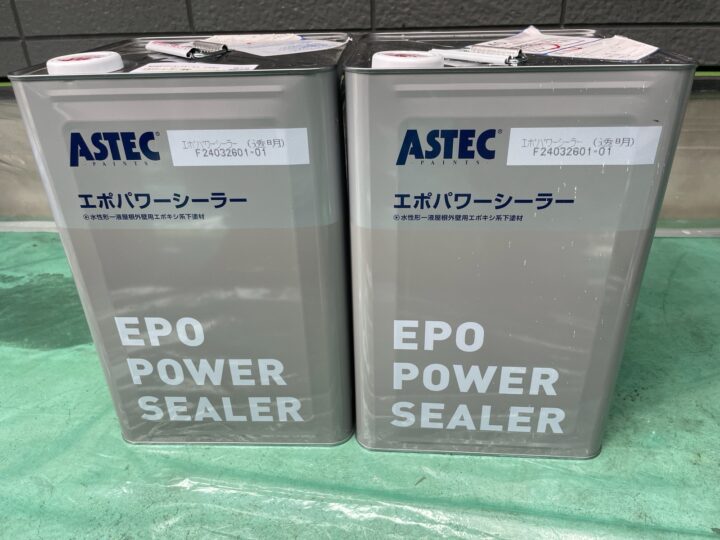 ASTEC®
PAINTS
エポパワーシーラー (透明)
F24032601-01
エポパワーシーラー
水性形一液屋根外壁用エポキシ系下塗材
EPO
POWER
SEALER
ASTEC®
PAINTS
エポパワーシーラー (透明)
F24032601-01
エポパワーシーラー
水性形一液屋根外壁用エポキシ系下塗材
EPO
POWER
SEALER